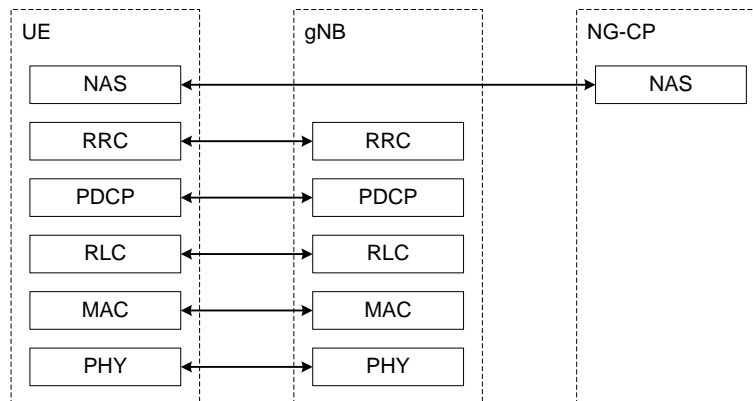 UE gNB NG-CP
NAS NAS
RRC RRC
PDCP PDCP
RLC RLC
MAC MAC
PHY PHY